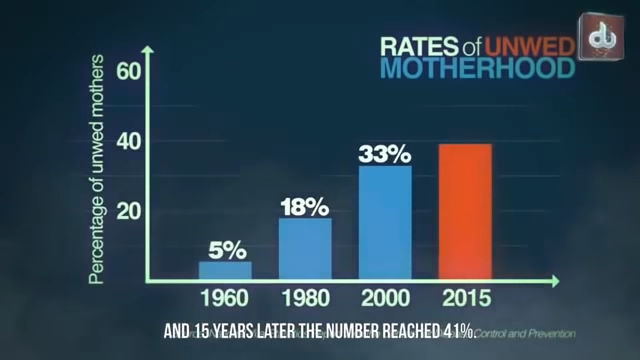 RATES of UNWED
MOTHERHOOD
Percentage of unwed mothers
60
40
20
5%
18%
33%
1960
1980
2000
2015
Control and Prevention
AND 15 YEARS LATER THE NUMBER REACHED 41%.